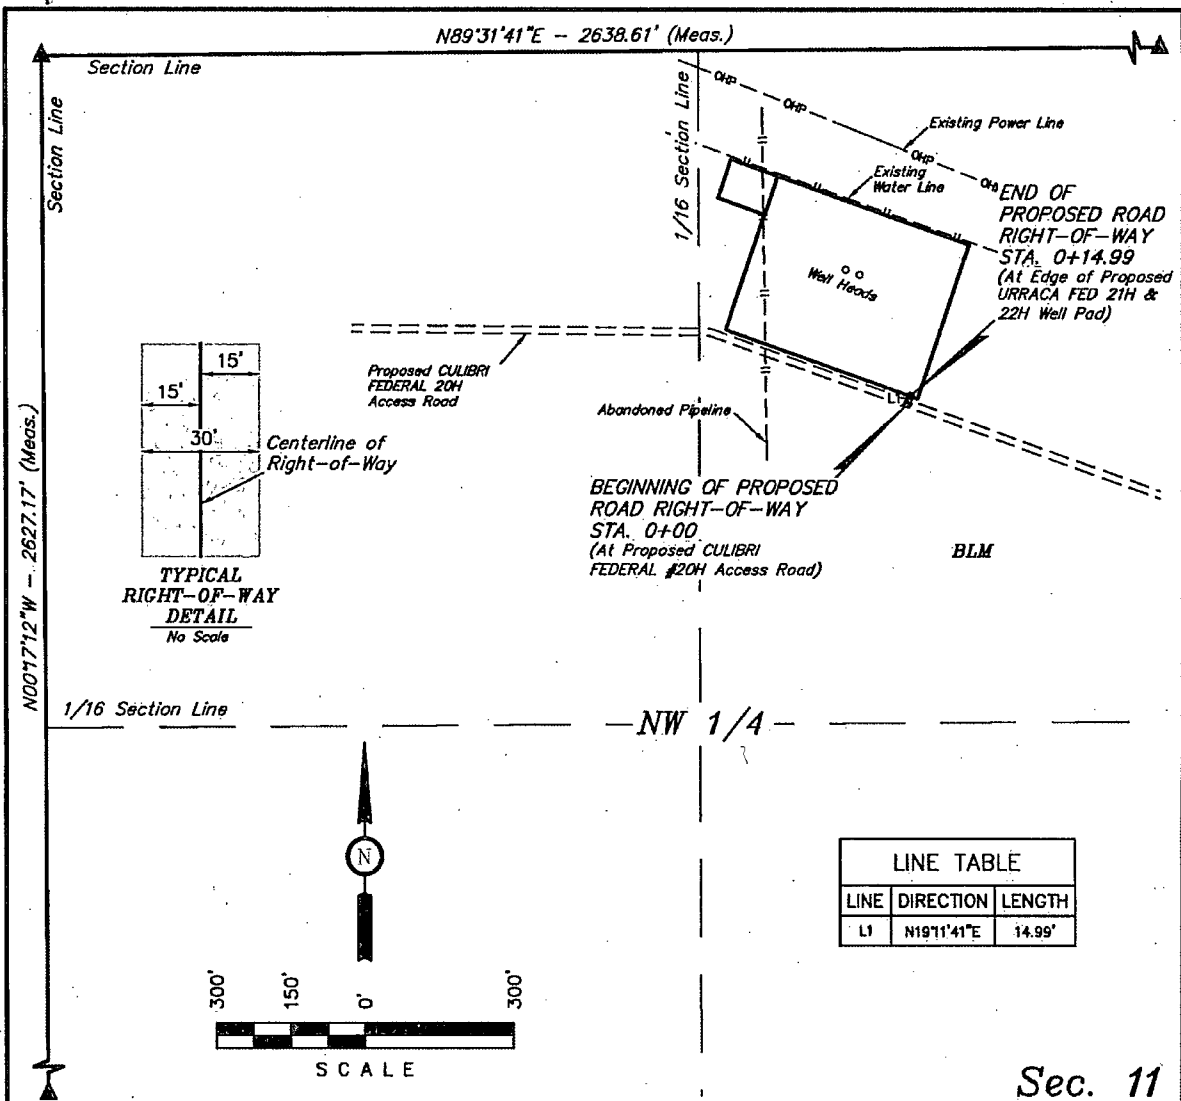 N89°31'41"E - 2638.61' (Meas.)
Section Line
Section Line
1/16 Section Line
OHP
OHP
Existing Power Line
OHP
Existing
Water Line
END OF
PROPOSED ROAD
RIGHT-OF-WAY
STA. 0+14.99
(At Edge of Proposed
URRACA FED 21H &
22H Well Pad)
Well Heads
Proposed CULIBRI
FEDERAL 20H
Access Road
15'
15'
30'
Centerline of
Right-of-Way
Abandoned Pipeline
L1
BEGINNING OF PROPOSED
ROAD RIGHT-OF-WAY
STA. 0+00
(At Proposed CULIBRI
FEDERAL #20H Access Road)
BLM
TYPICAL
RIGHT-OF-WAY
DETAIL
No Scale
N00°17'12"W - 2627.17' (Meas.)
1/16 Section Line
NW 1/4
N
LINE TABLE
LINE DIRECTION LENGTH
L1 N19°11'41"E 14.99'
300' 150' 0' 300'
SCALE
Sec. 11